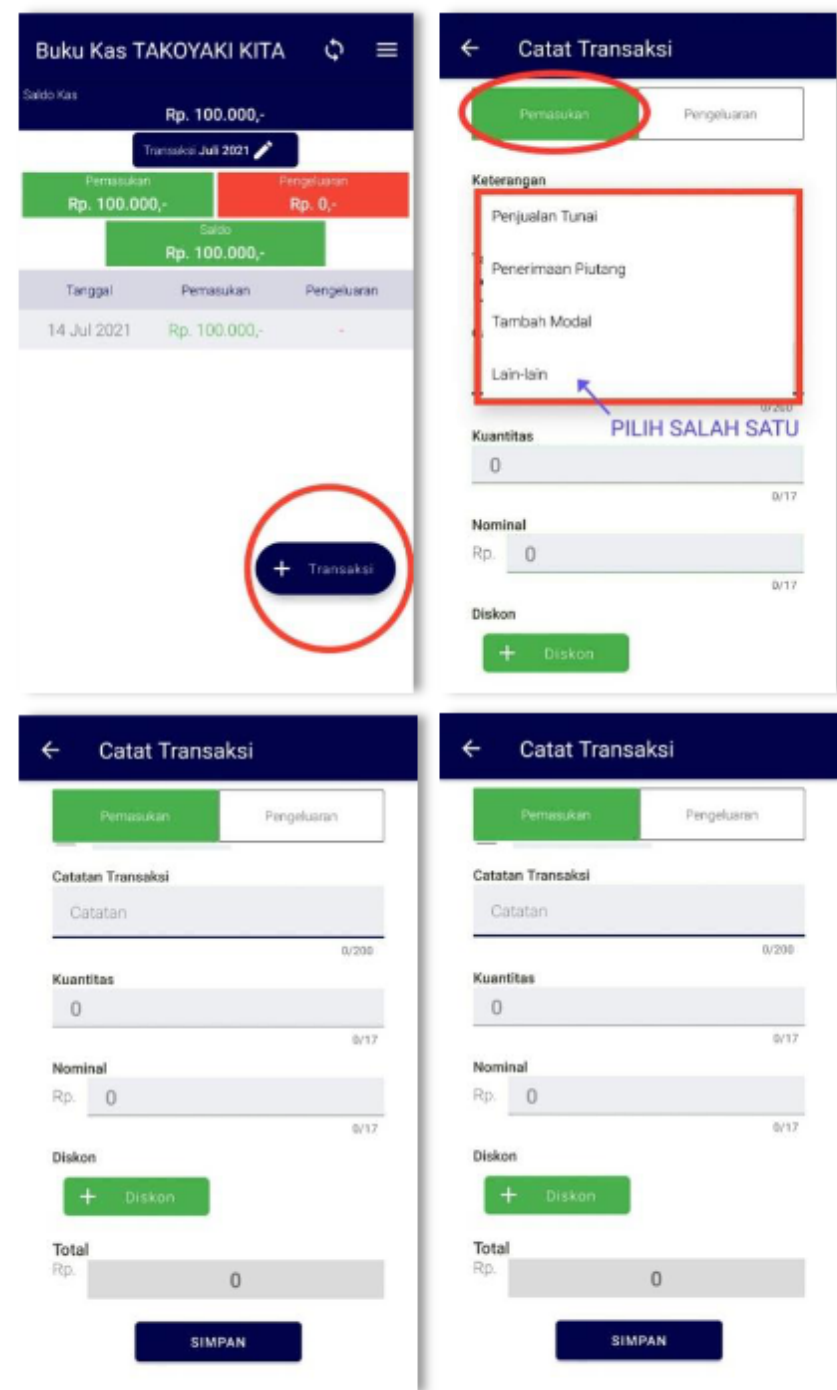 Buku Kas TAKOYAKI KITA
Saldo Kas
Rp. 100.000,-
Transaksi Juli 2021
Pemasukan Pengeluaran
Rp. 100.000,- Rp. 0,-
Saldo
Rp. 100.000,-
Tanggal Pemasukan Pengeluaran
14 Jul 2021 Rp. 100.000,- -
+ Transaksi
Catat Transaksi
Pemasukan Pengeluaran
Keterangan
Penjualan Tunai
Penerimaan Piutang
Tambah Modal
Lain-lain
0/200
PILIH SALAH SATU
Kuantitas
0
0/17
Nominal
Rp. 0
0/17
Diskon
+ Diskon
Catat Transaksi
Pemasukan Pengeluaran
Catatan Transaksi
Catatan
0/200
Kuantitas
0
0/17
Nominal
Rp. 0
0/17
Diskon
+ Diskon
Total
Rp. 0
SIMPAN
Catat Transaksi
Pemasukan Pengeluaran
Catatan Transaksi
Catatan
0/200
Kuantitas
0
0/17
Nominal
Rp. 0
0/17
Diskon
+ Diskon
Total
Rp. 0
SIMPAN